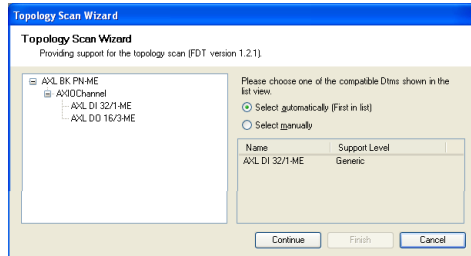 Topology Scan Wizard
Topology Scan Wizard
Providing support for the topology scan (FDT version 1.2.1).
AXL BK PN-ME
AXIOChannel
AXL DI 32/1-ME
AXL DO 16/3-ME
Please choose one of the compatible Dtms shown in the
list view.
Select automatically (First in list)
Select manually
Name Support Level
AXL DI 32/1-ME Generic
Continue Finish Cancel